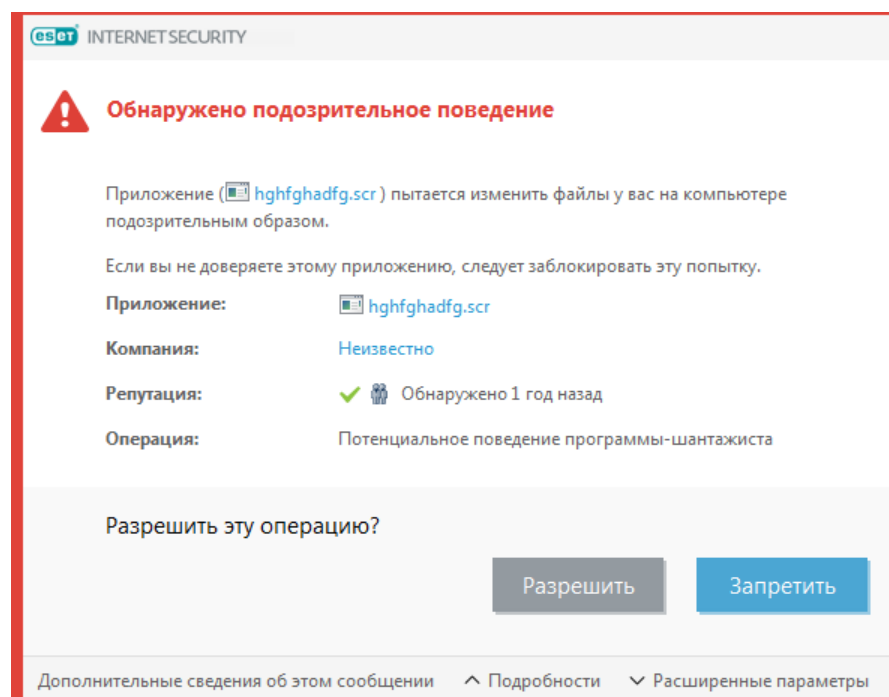 eset INTERNET SECURITY
Обнаружено подозрительное поведение
Приложение ( hghfghadfg.scr ) пытается изменить файлы у вас на компьютере
подозрительным образом.
Если вы не доверяете этому приложению, следует заблокировать эту попытку.
Приложение: hghfghadfg.scr
Компания: Неизвестно
Репутация: Обнаружено 1 год назад
Операция: Потенциальное поведение программы-шантажиста
Разрешить эту операцию?
Разрешить Запретить
Дополнительные сведения об этом сообщении Подробности Расширенные параметры